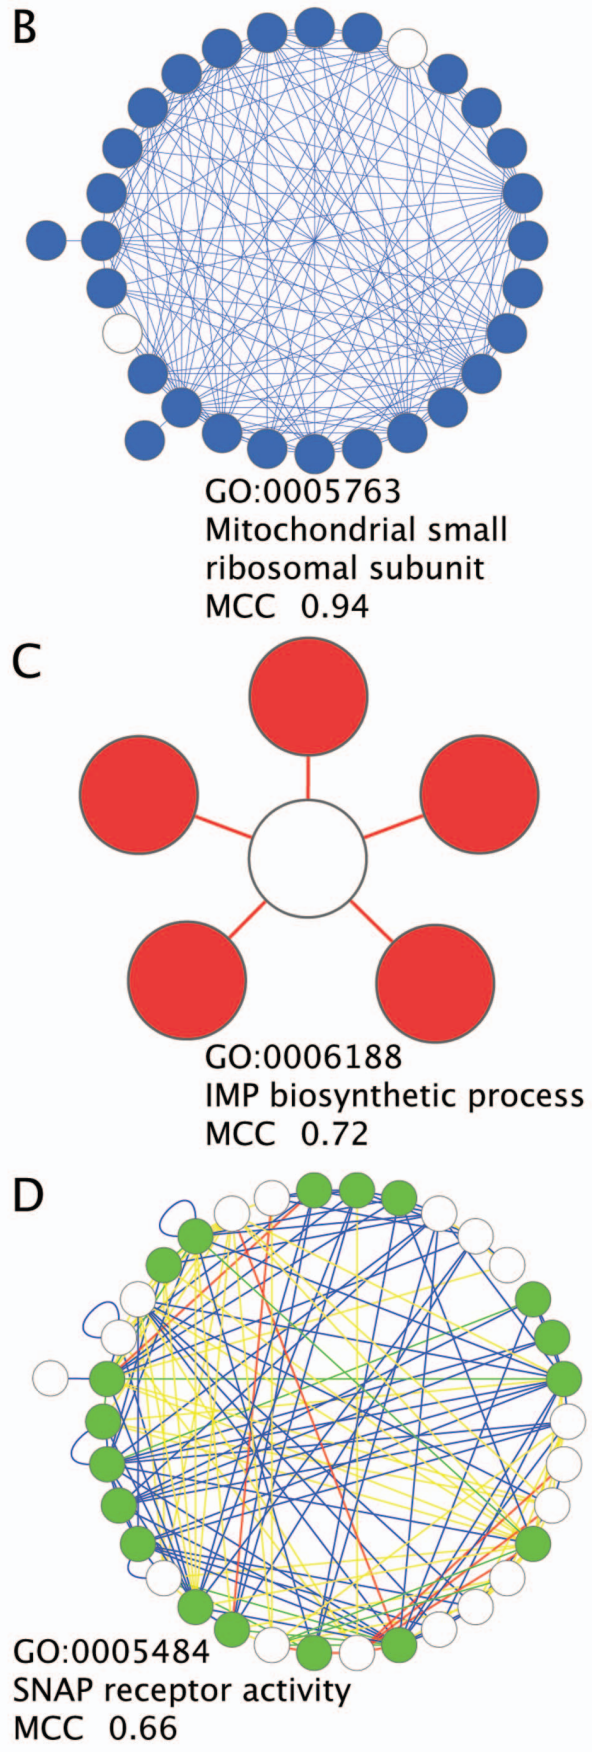 B
GO:0005763
Mitochondrial small
ribosomal subunit
MCC 0.94
C
GO:0006188
IMP biosynthetic process
MCC 0.72
D
GO:0005484
SNAP receptor activity
MCC 0.66